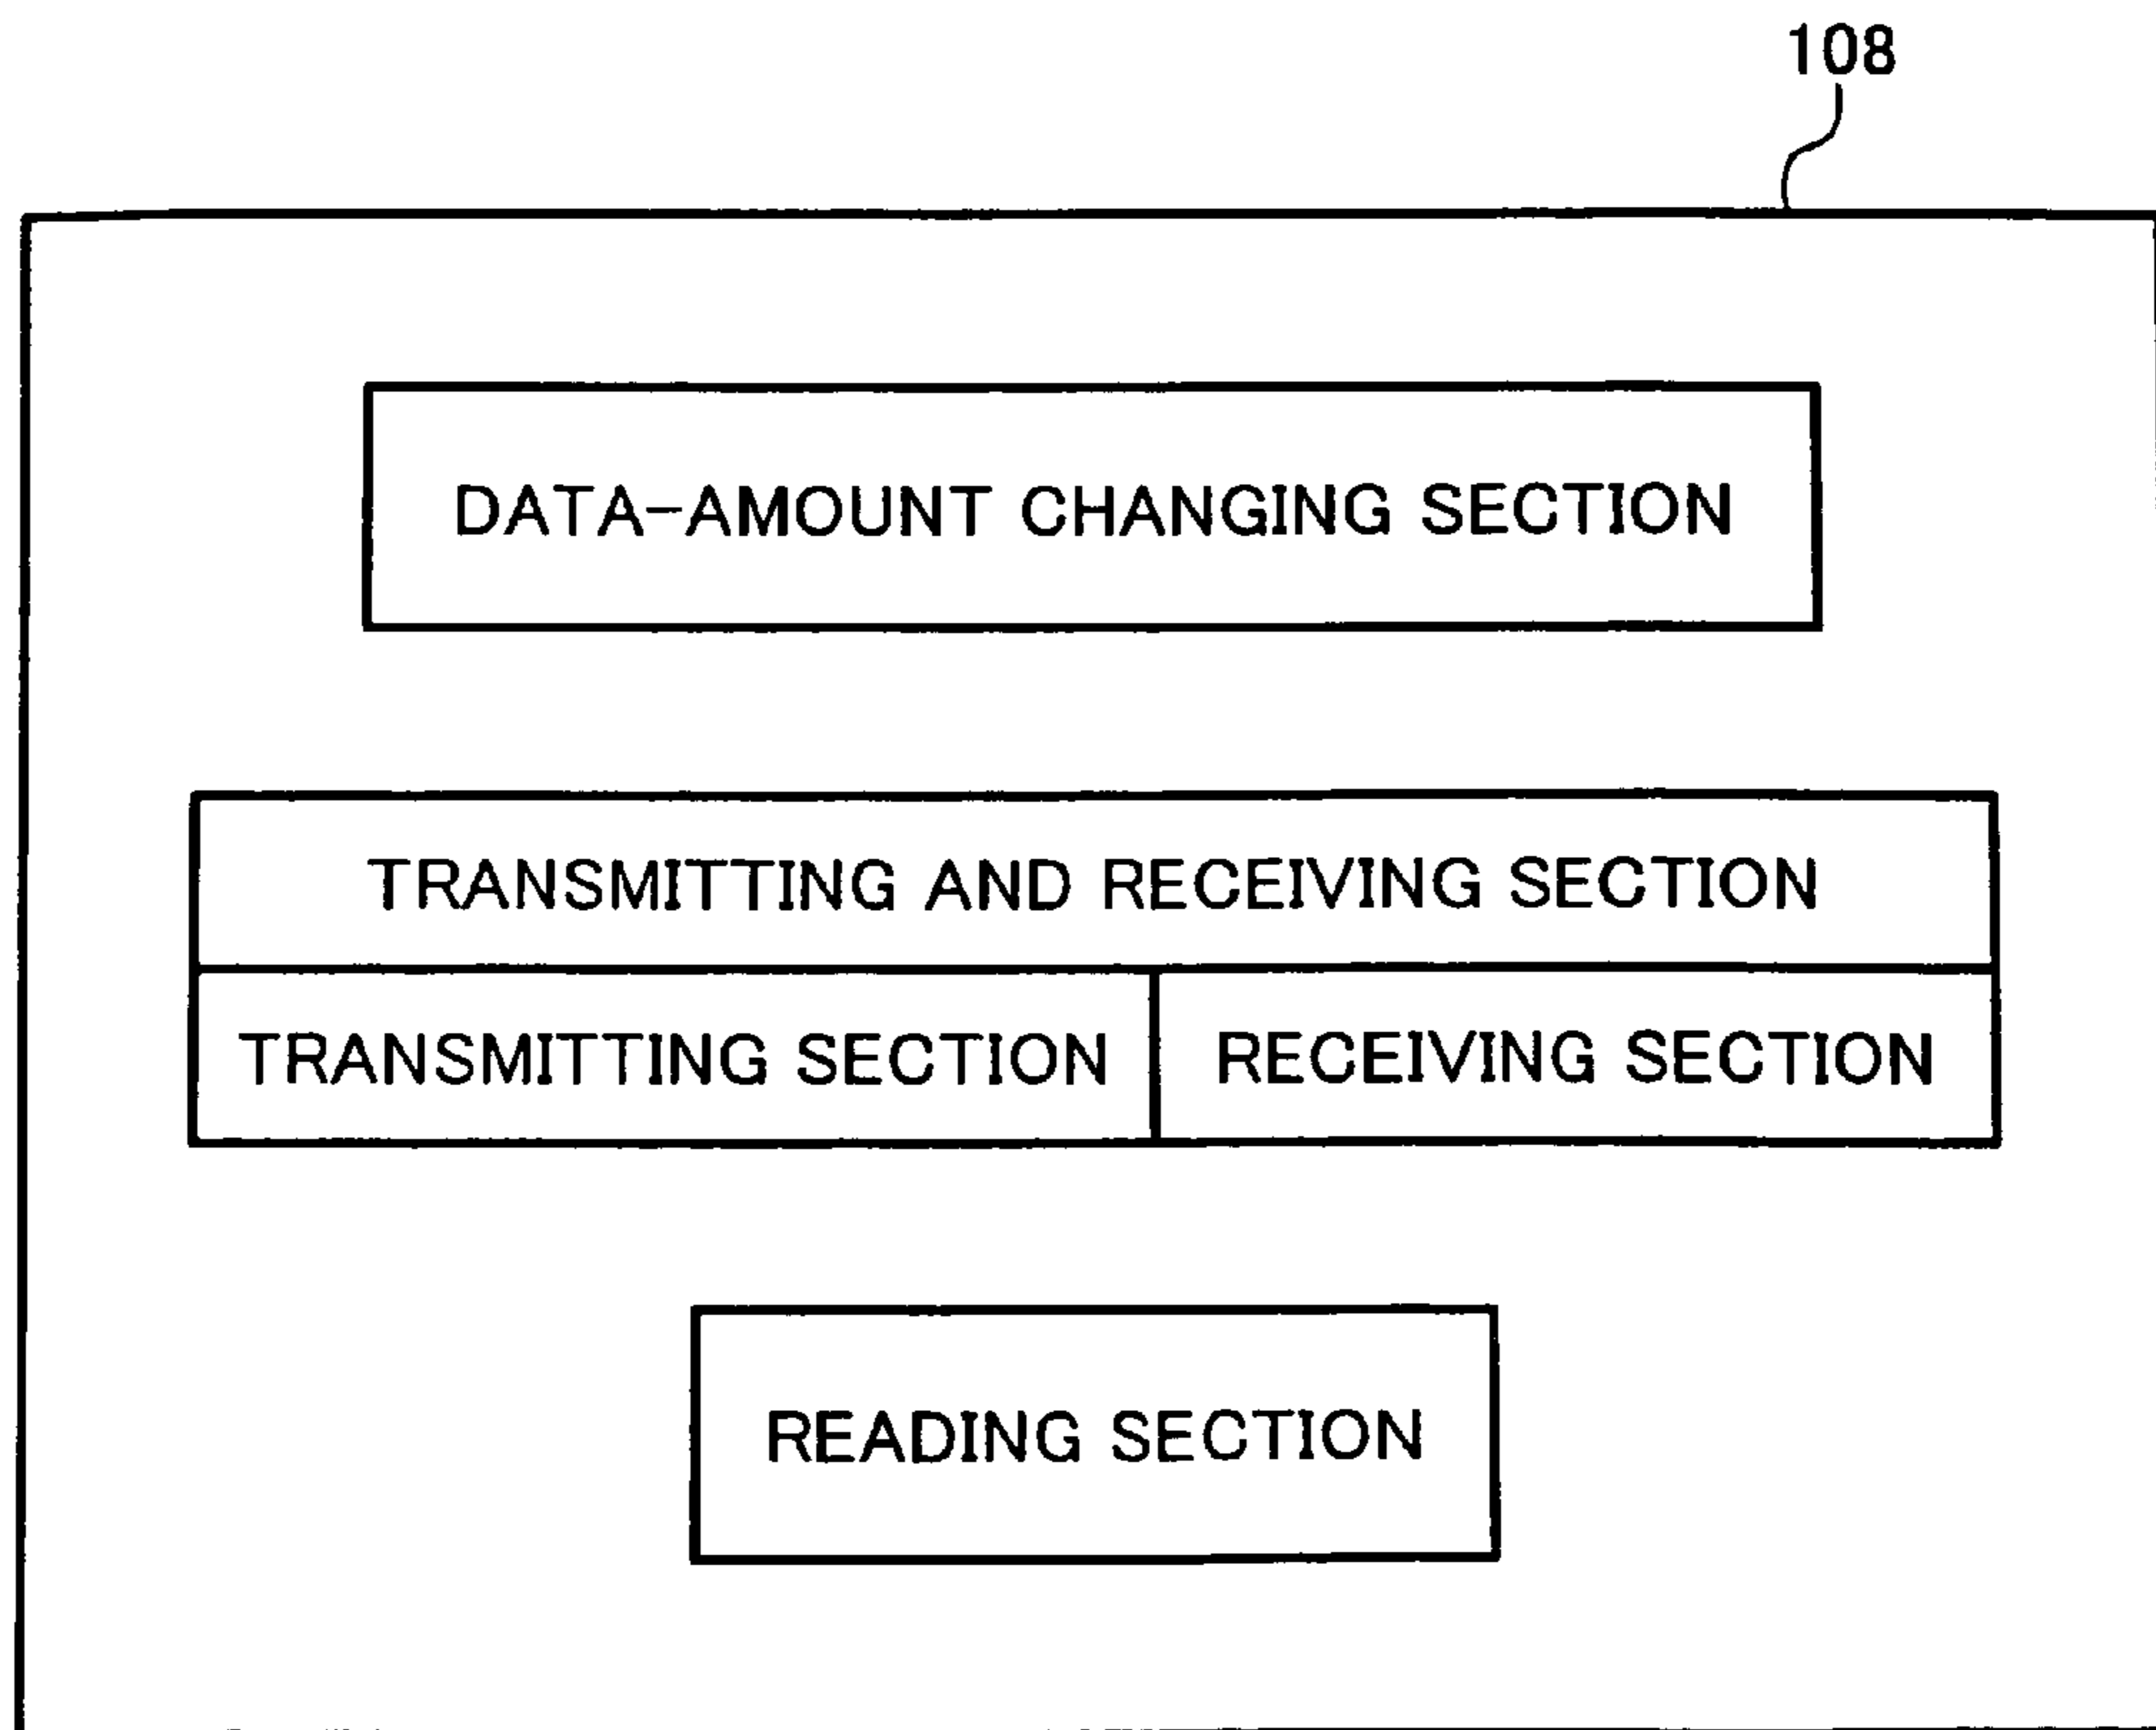 108
DATA-AMOUNT CHANGING SECTION
TRANSMITTING AND RECEIVING SECTION
TRANSMITTING SECTION
RECEIVING SECTION
READING SECTION